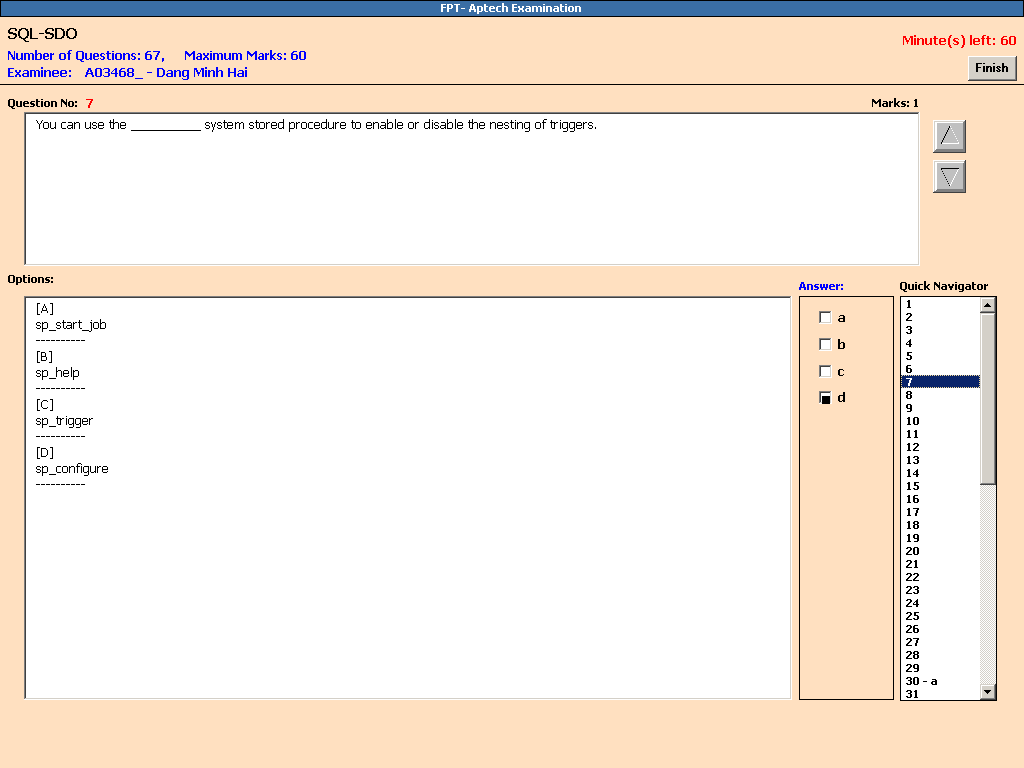 FPT- Aptech Examination
SQL-SDO
Number of Questions: 67, Maximum Marks: 60
Minute(s) left: 60
Examinee: A03468_ - Dang Minh Hai
Finish
Question No: 7
Marks: 1
You can use the ___________ system stored procedure to enable or disable the nesting of triggers.
Options:
Answer:
Quick Navigator
[A]
sp_start_job
----------
[B]
sp_help
----------
[C]
sp_trigger
----------
[D]
sp_configure
----------
a
b
c
d
1
2
3
4
5
6
7
8
9
10
11
12
13
14
15
16
17
18
19
20
21
22
23
24
25
26
27
28
29
30 - a
31